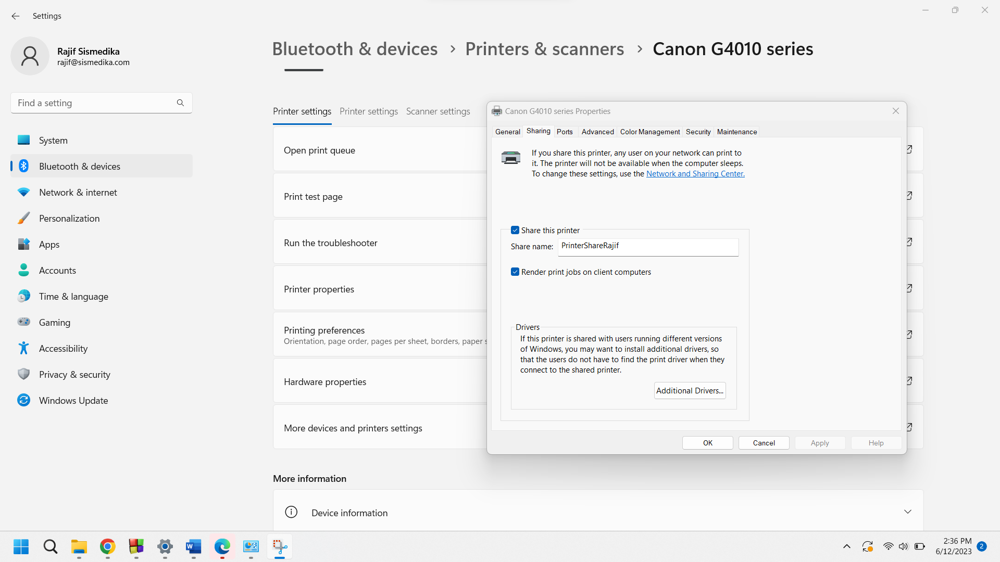 Settings
Rajif Sismedika
rajif@sismedika.com
Find a setting
System
Bluetooth & devices
Network & internet
Personalization
Apps
Accounts
Time & language
Gaming
Accessibility
Privacy & security
Windows Update
Bluetooth & devices > Printers & scanners > Canon G4010 series
Printer settings Printer settings Scanner settings
Open print queue
Print test page
Run the troubleshooter
Printer properties
Printing preferences
Orientation, page order, pages per sheet, borders, paper s
Hardware properties
More devices and printers settings
More information
Device information
Canon G4010 series Properties
General Sharing Ports Advanced Color Management Security Maintenance
If you share this printer, any user on your network can print to
it. The printer will not be available when the computer sleeps.
To change these settings, use the Network and Sharing Center.
Share this printer
Share name: PrinterShareRajif
Render print jobs on client computers
Drivers
If this printer is shared with users running different versions
of Windows, you may want to install additional drivers, so
that the users do not have to find the print driver when they
connect to the shared printer.
Additional Drivers...
OK Cancel Apply Help
2:36 PM
6/12/2023
2